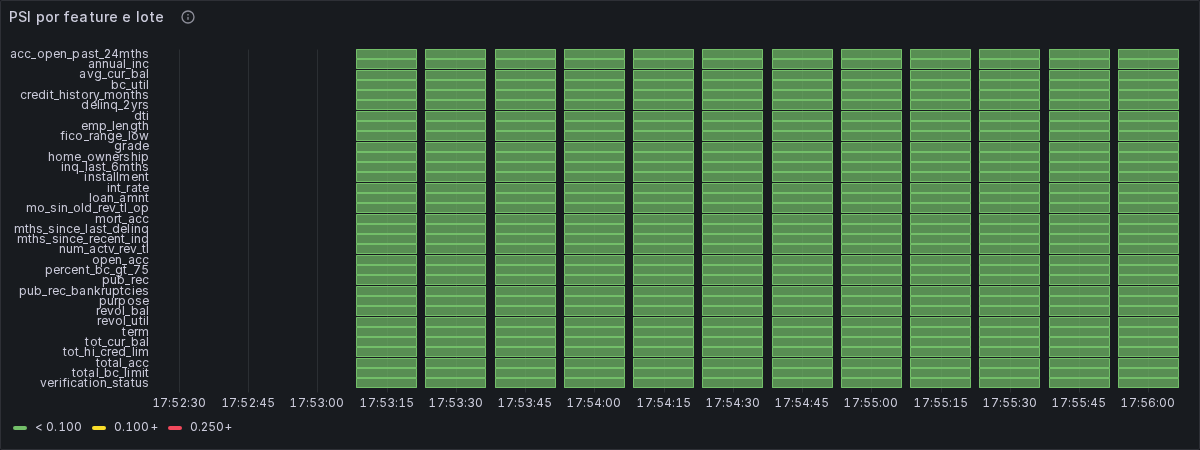 PSI por feature e lote
acc_open_past_24mths
annual_inc
avg_cur_bal
bc_util
credit_history_months
delinq_2yrs
dti
emp_length
fico_range_low
grade
home_ownership
inq_last_6mths
installment
int_rate
loan_amnt
mo_sin_old_rev_tl_op
mort_acc
mths_since_last_delinq
mths_since_recent_inq
num_actv_rev_tl
open_acc
percent_bc_gt_75
pub_rec
pub_rec_bankruptcies
purpose
revol_bal
revol_util
term
tot_cur_bal
tot_hi_cred_lim
total_acc
total_bc_limit
verification_status
17:52:30 17:52:45 17:53:00 17:53:15 17:53:30 17:53:45 17:54:00 17:54:15 17:54:30 17:54:45 17:55:00 17:55:15 17:55:30 17:55:45 17:56:00
< 0.100 0.100+ 0.250+